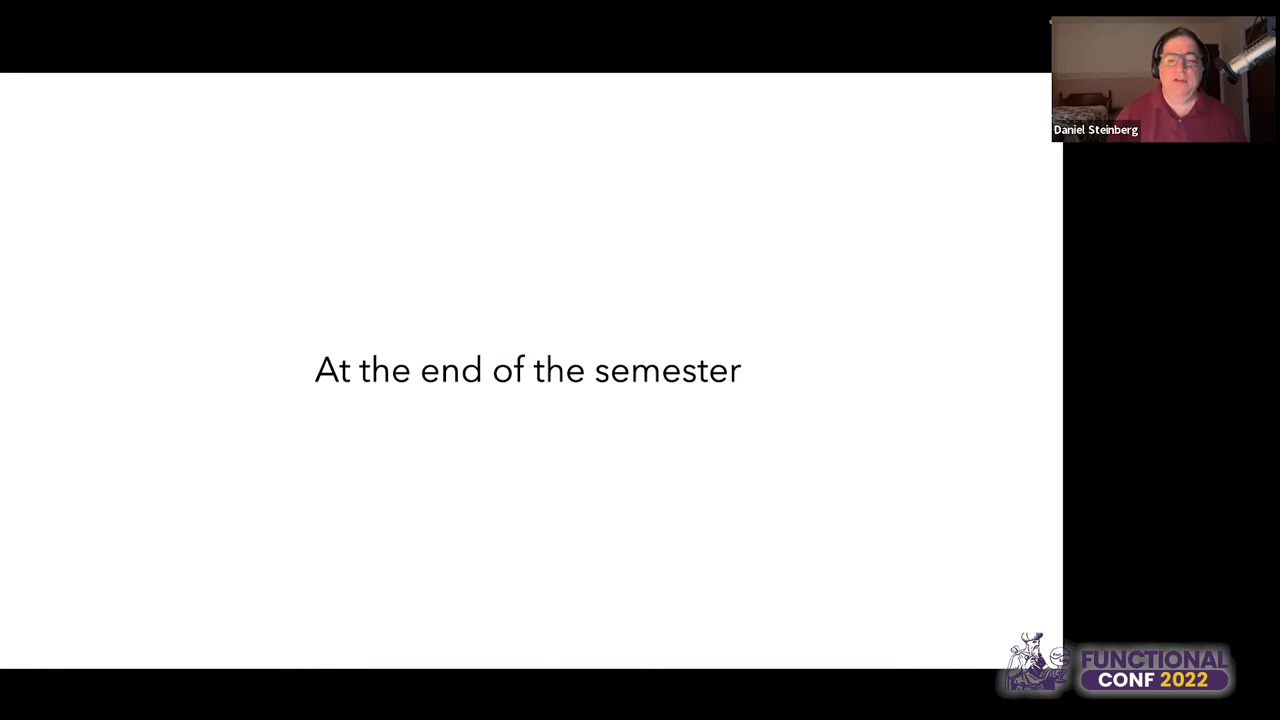 Daniel Steinberg
At the end of the semester
FUNCTIONAL
CONF 2022